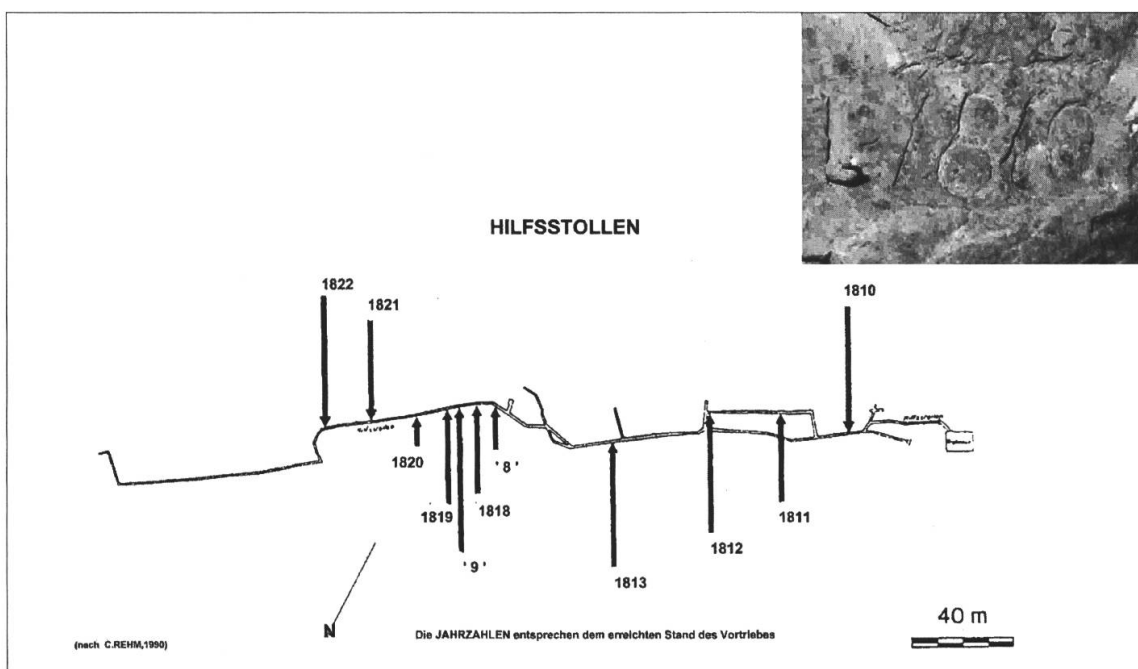 HILFSSTOLLEN
1822
1821
1810
1820
'8'
1819
1818
1811
'9'
1812
1813
N
40 m
(nach C.REHM,1990)
Die JAHRZAHLEN entsprechen dem erreichten Stand des Vortriebes